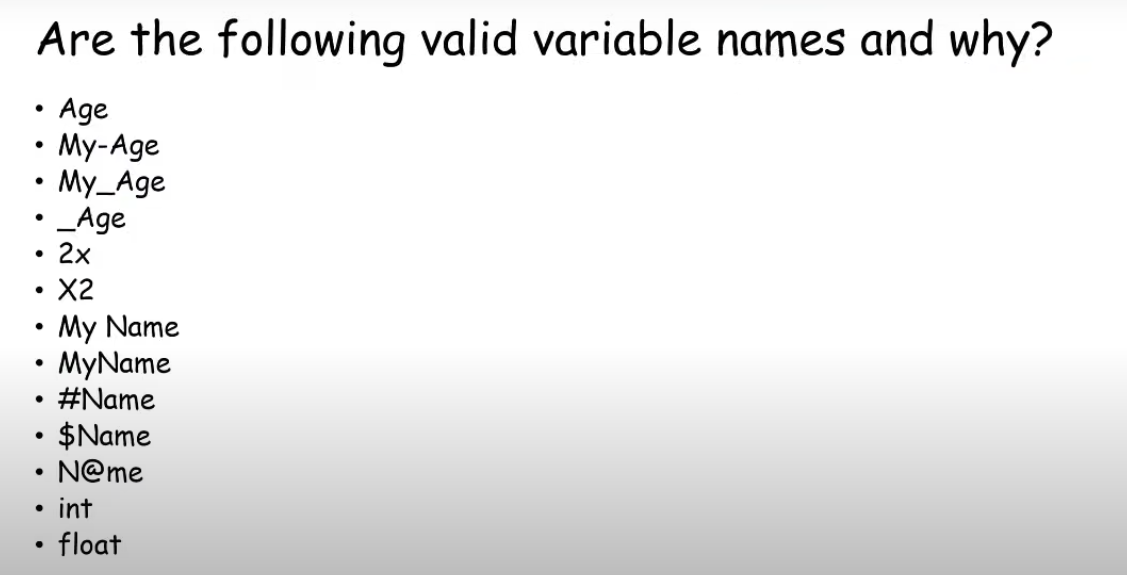 Are the following valid variable names and why?
• Age
• My-Age
• My_Age
• _Age
• 2x
• X2
• My Name
• MyName
• #Name
• $Name
• N@me
• int
• float